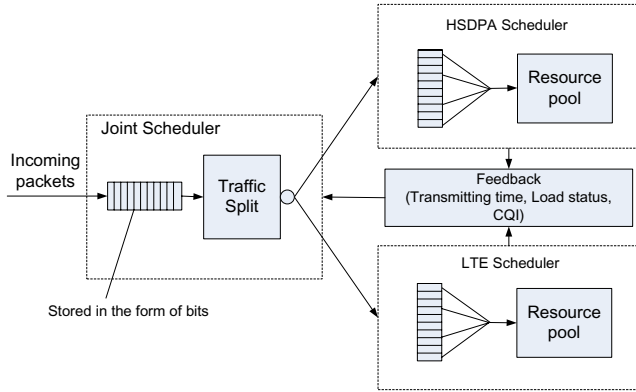 HSDPA Scheduler
Resource
pool
Joint Scheduler
Incoming
packets
Traffic
Split
Feedback
(Transmitting time, Load status,
CQI)
Stored in the form of bits
LTE Scheduler
Resource
pool